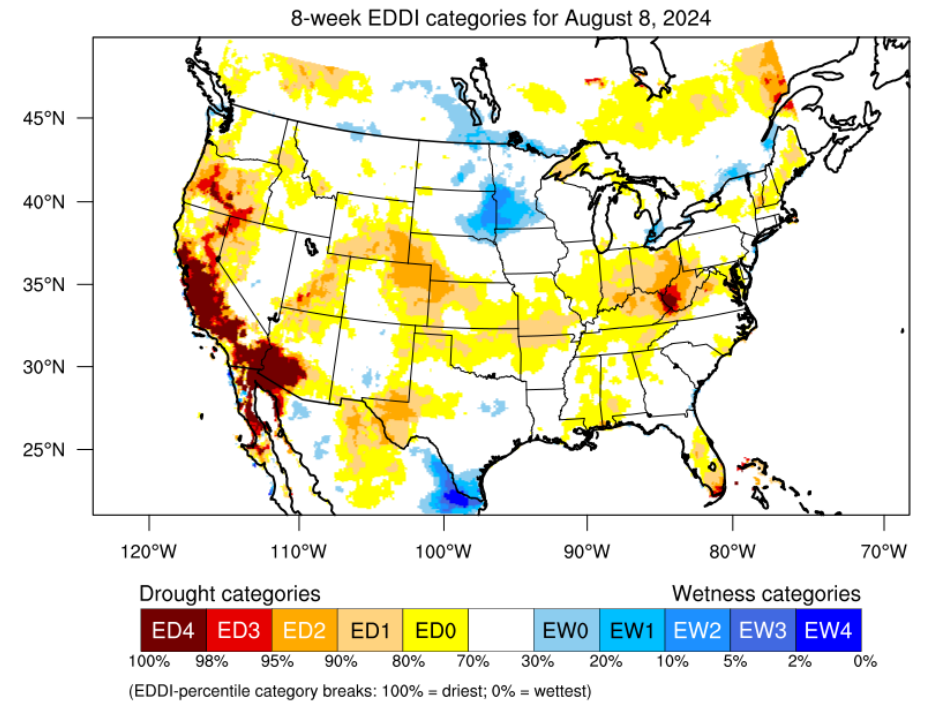 8-week EDDI categories for August 8, 2024
45°N
40°N
35°N
30°N
25°N
120°W 110°W 100°W 90°W 80°W 70°W
Drought categories Wetness categories
ED4 ED3 ED2 ED1 ED0 EW0 EW1 EW2 EW3 EW4
100% 98% 95% 90% 80% 70% 30% 20% 10% 5% 2% 0%
(EDDI-percentile category breaks: 100% = driest; 0% = wettest)